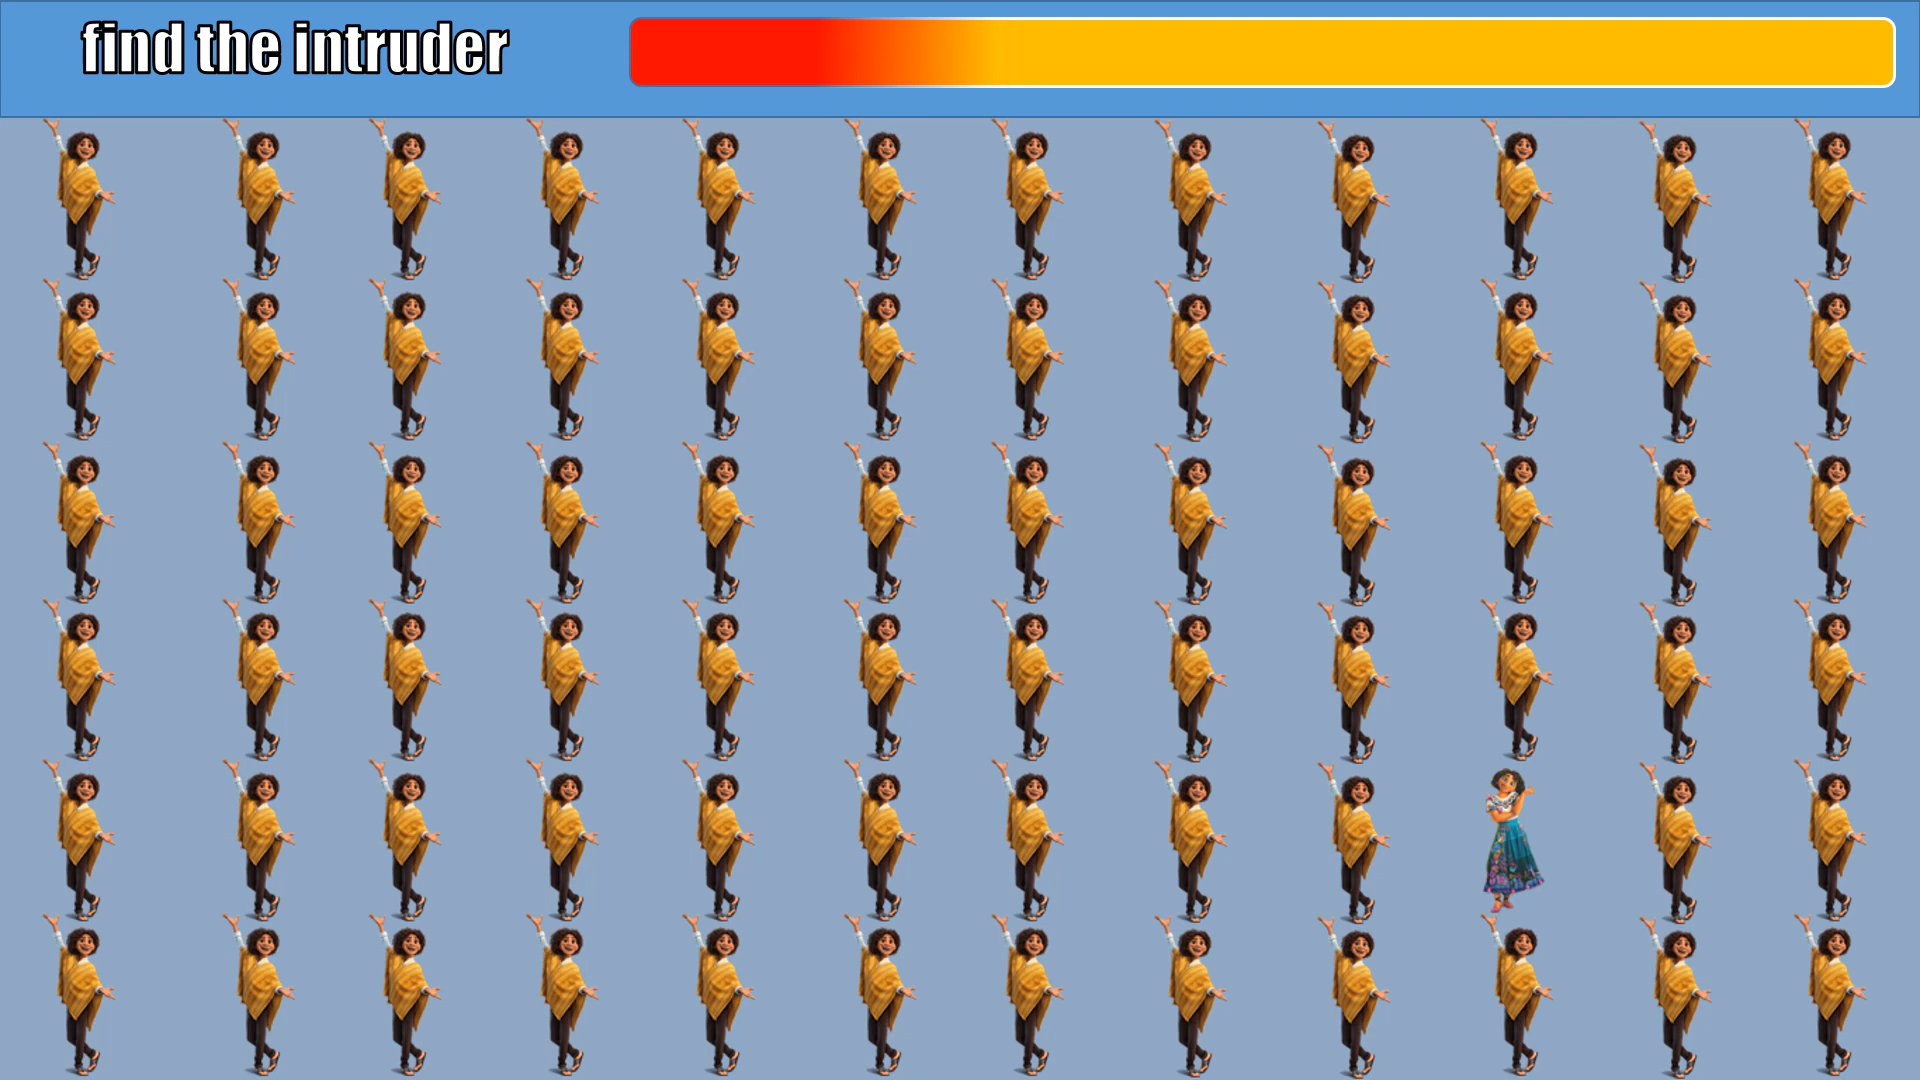 find the intruder